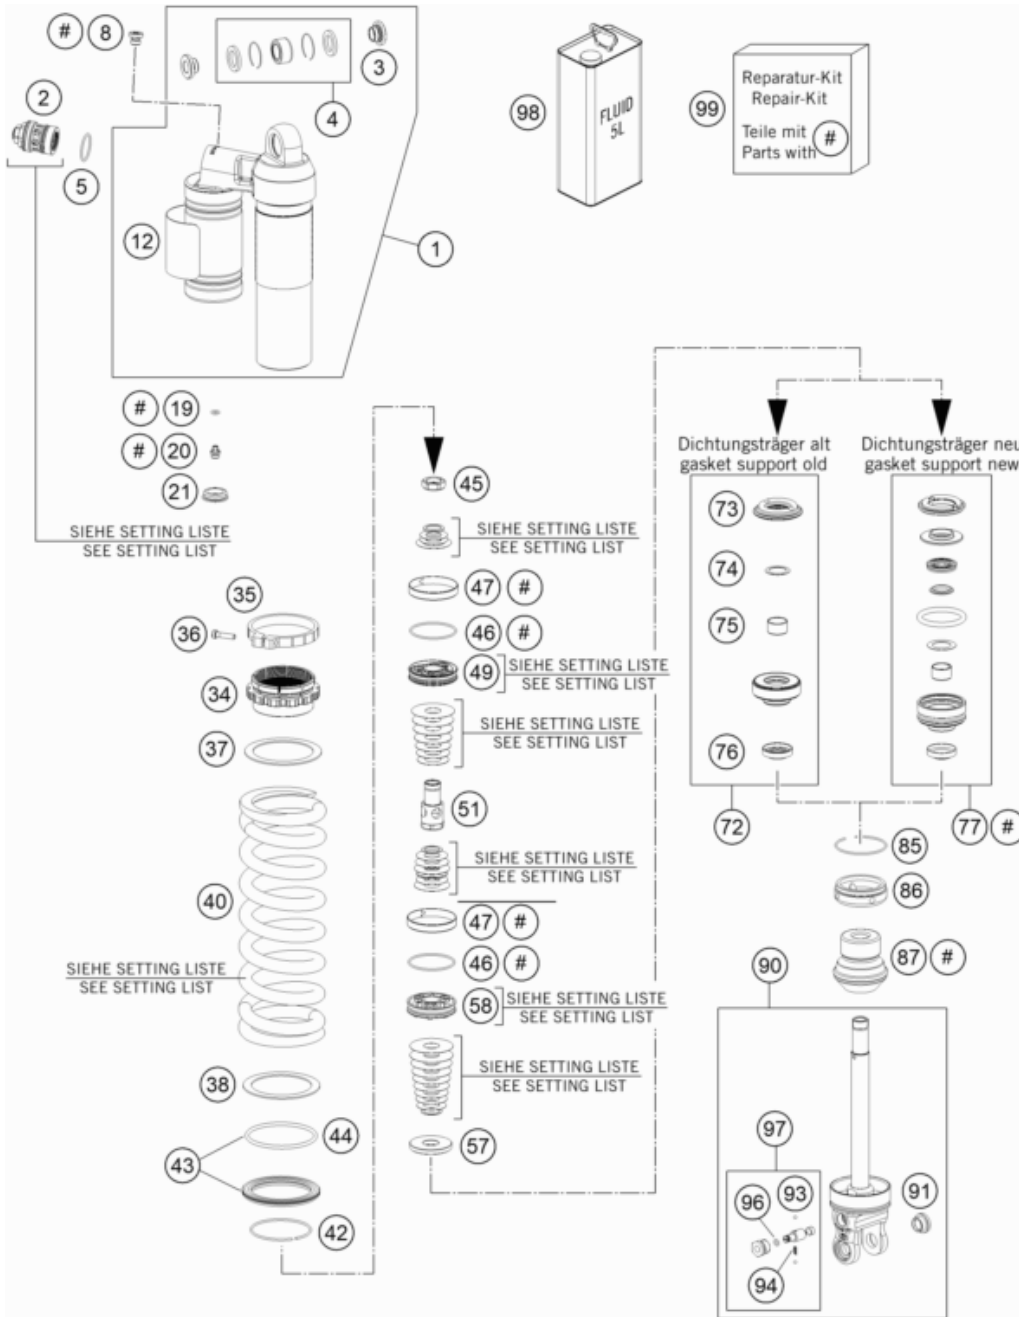 # 8
2
3
4
5
12
1
98
FLUID
5L
99
Reparatur-Kit
Repair-Kit
Teile mit
Parts with #
# 19
# 20
21
SIEHE SETTING LISTE
SEE SETTING LIST
35
36
34
37
40
SIEHE SETTING LISTE
SEE SETTING LIST
38
44
43
42
45
SIEHE SETTING LISTE
SEE SETTING LIST
47 #
46 #
49
SIEHE SETTING LISTE
SEE SETTING LIST
SIEHE SETTING LISTE
SEE SETTING LIST
51
SIEHE SETTING LISTE
SEE SETTING LIST
47 #
46 #
58
SIEHE SETTING LISTE
SEE SETTING LIST
SIEHE SETTING LISTE
SEE SETTING LIST
57
Dichtungsträger alt
gasket support old
73
74
75
76
72
Dichtungsträger neu
gasket support new
77 #
85
86
87 #
90
97
96
93
94
91